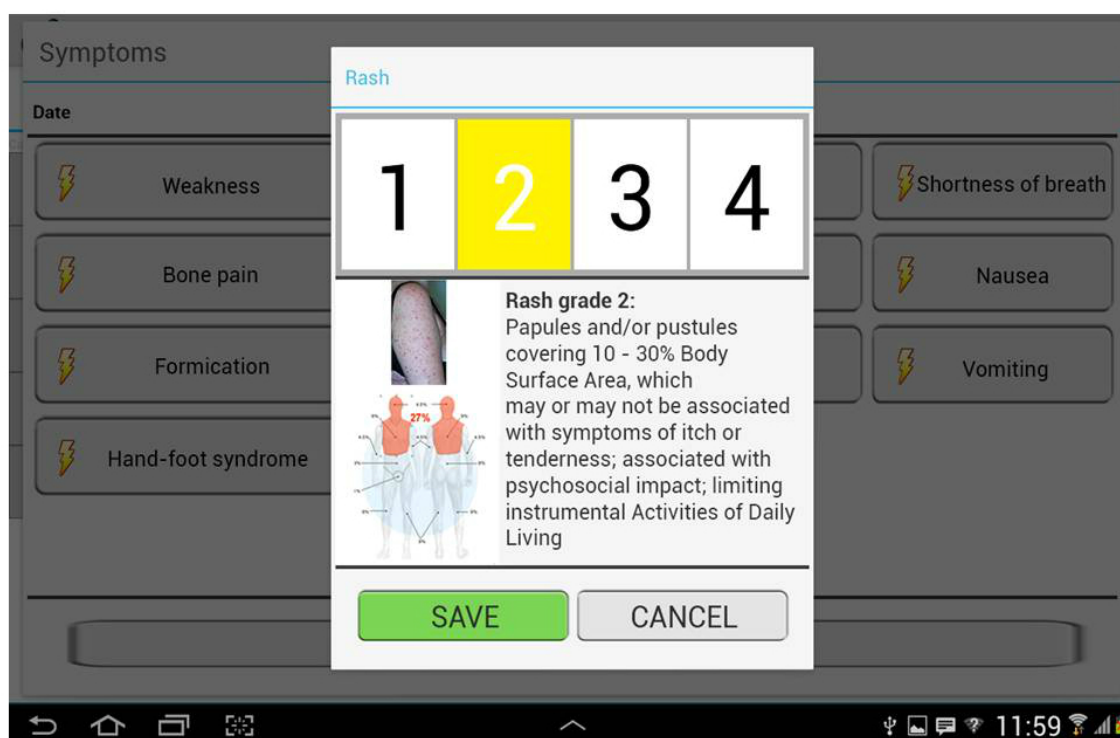 Symptoms
Rash
Date
1 2 3 4
Weakness
Shortness of breath
Bone pain
Nausea
Formication
Vomiting
Hand-foot syndrome
Rash grade 2:
Papules and/or pustules
covering 10 - 30% Body
Surface Area, which
may or may not be associated
with symptoms of itch or
tenderness; associated with
psychosocial impact; limiting
instrumental Activities of Daily
Living
27%
SAVE CANCEL
11:59